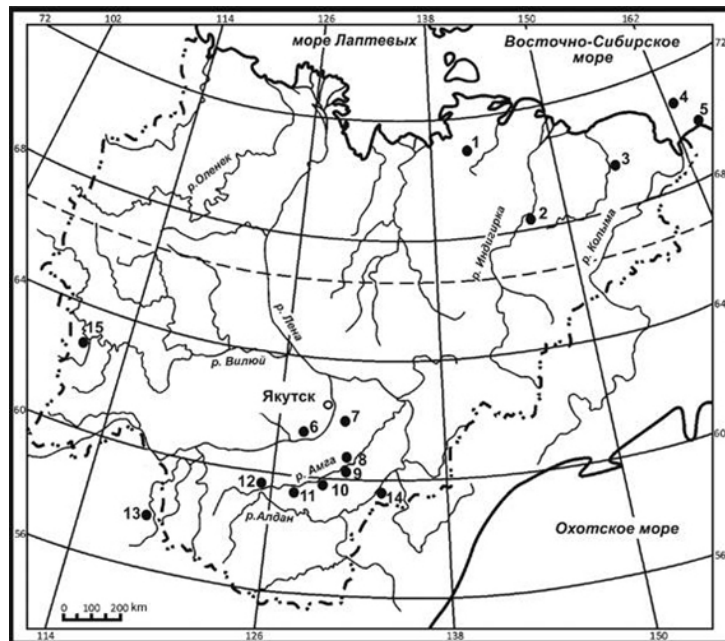 72 102 114 126 138 150 162 72
море Лаптевых
Восточно-Сибирское
море
4
5
1
3
68
р.Оленек
68
2
р. Индигирка
р. Колыма
64
64
р. Лена
15
р. Вилюй
Якутск
60
6
7
60
р. Амга
8
9
12
11
10
14
13
р.Алдан
56
Охотское море
56
0 100 200 km
114 126 138 150